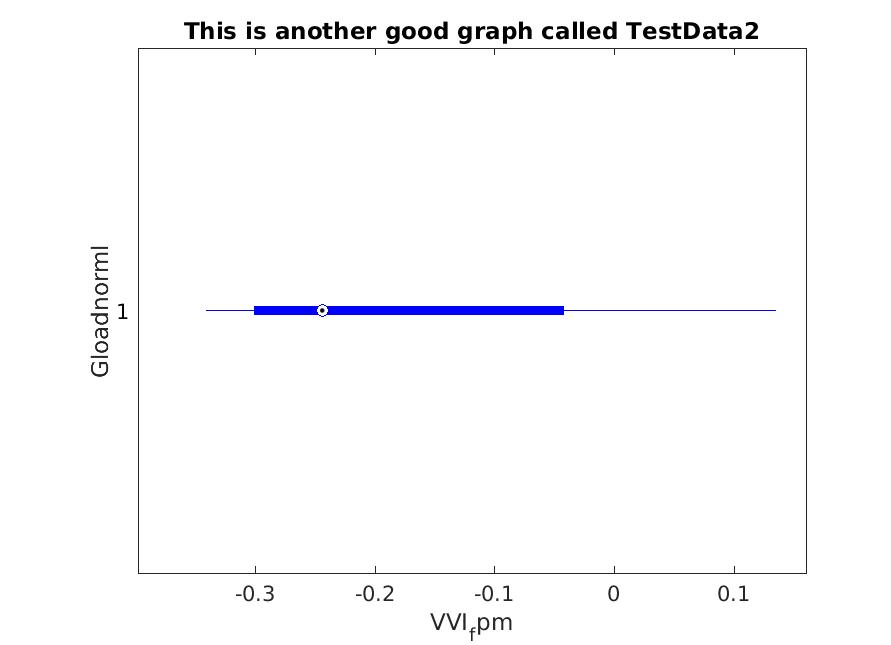 This is another good graph called TestData2
Gloadnorml
1
-0.3 -0.2 -0.1 0 0.1
VVI_fpm